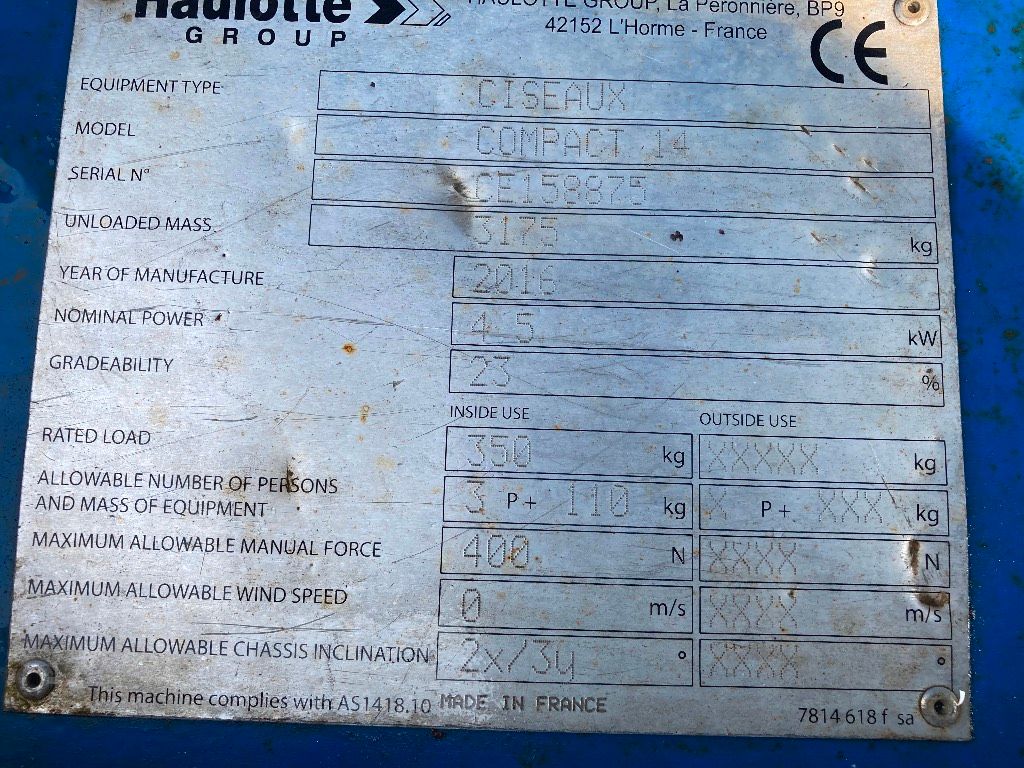 Haulotte
GROUP
HAULOTTE GROUP, La Peronnière, BP9
42152 L'Horme - France
CE
EQUIPMENT TYPE CISEAUX
MODEL COMPACT 14
SERIAL N° CE158875
UNLOADED MASS 3175 kg
YEAR OF MANUFACTURE 2016
NOMINAL POWER 4.5 kW
GRADEABILITY 23 %
INSIDE USE OUTSIDE USE
RATED LOAD 350 kg XXXXX kg
ALLOWABLE NUMBER OF PERSONS
AND MASS OF EQUIPMENT 3 P+ 110 kg X P+ XXX kg
MAXIMUM ALLOWABLE MANUAL FORCE 400 N XXXX N
MAXIMUM ALLOWABLE WIND SPEED 0 m/s XXXX m/s
MAXIMUM ALLOWABLE CHASSIS INCLINATION 2x/3y ° XXXX °
This machine complies with AS1418.10 MADE IN FRANCE
7814 618 f sa